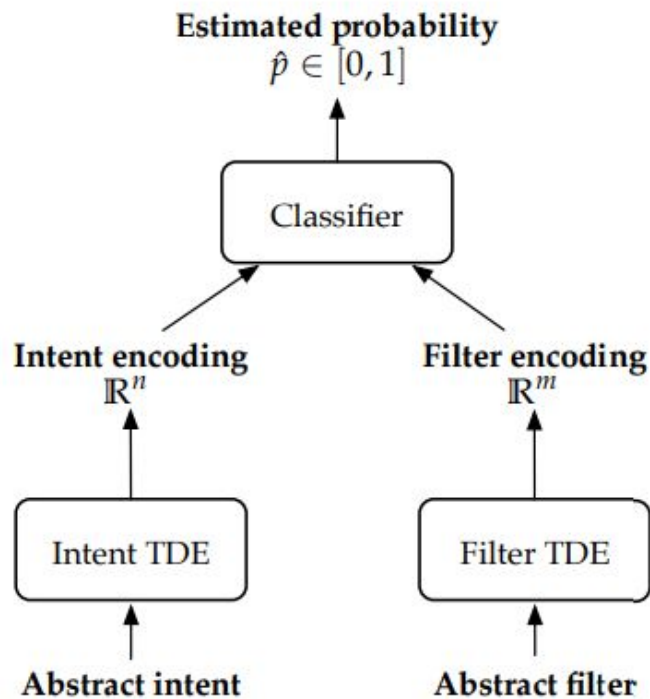 Estimated probability
p̂ ∈ [0, 1]
Classifier
Intent encoding
ℝⁿ
Filter encoding
ℝᵐ
Intent TDE
Filter TDE
Abstract intent
Abstract filter